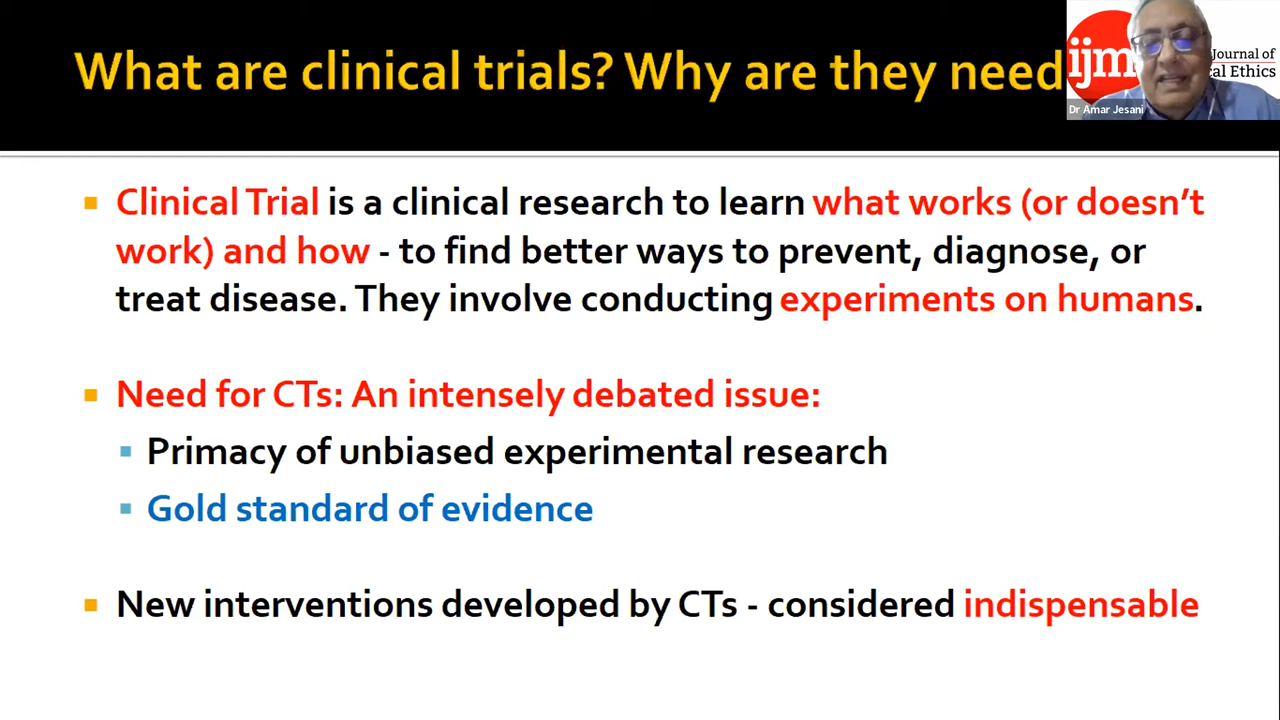 What are clinical trials? Why are they need
ijm
Journal of
cal Ethics
Dr Amar Jesani
Clinical Trial is a clinical research to learn what works (or doesn't
work) and how - to find better ways to prevent, diagnose, or
treat disease. They involve conducting experiments on humans.
Need for CTs: An intensely debated issue:
Primacy of unbiased experimental research
Gold standard of evidence
New interventions developed by CTs - considered indispensable